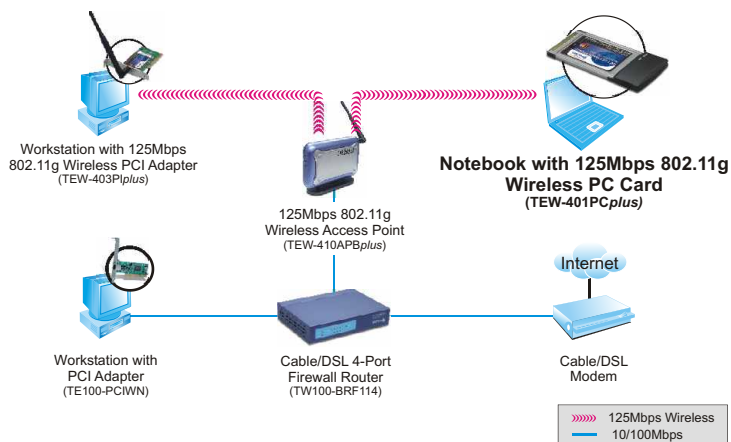 Workstation with 125Mbps
802.11g Wireless PCI Adapter
(TEW-403PIplus)
Notebook with 125Mbps 802.11g
Wireless PC Card
(TEW-401PCplus)
125Mbps 802.11g
Wireless Access Point
(TEW-410APBplus)
Internet
Workstation with
PCI Adapter
(TE100-PCIWN)
Cable/DSL 4-Port
Firewall Router
(TW100-BRF114)
Cable/DSL
Modem
125Mbps Wireless
10/100Mbps